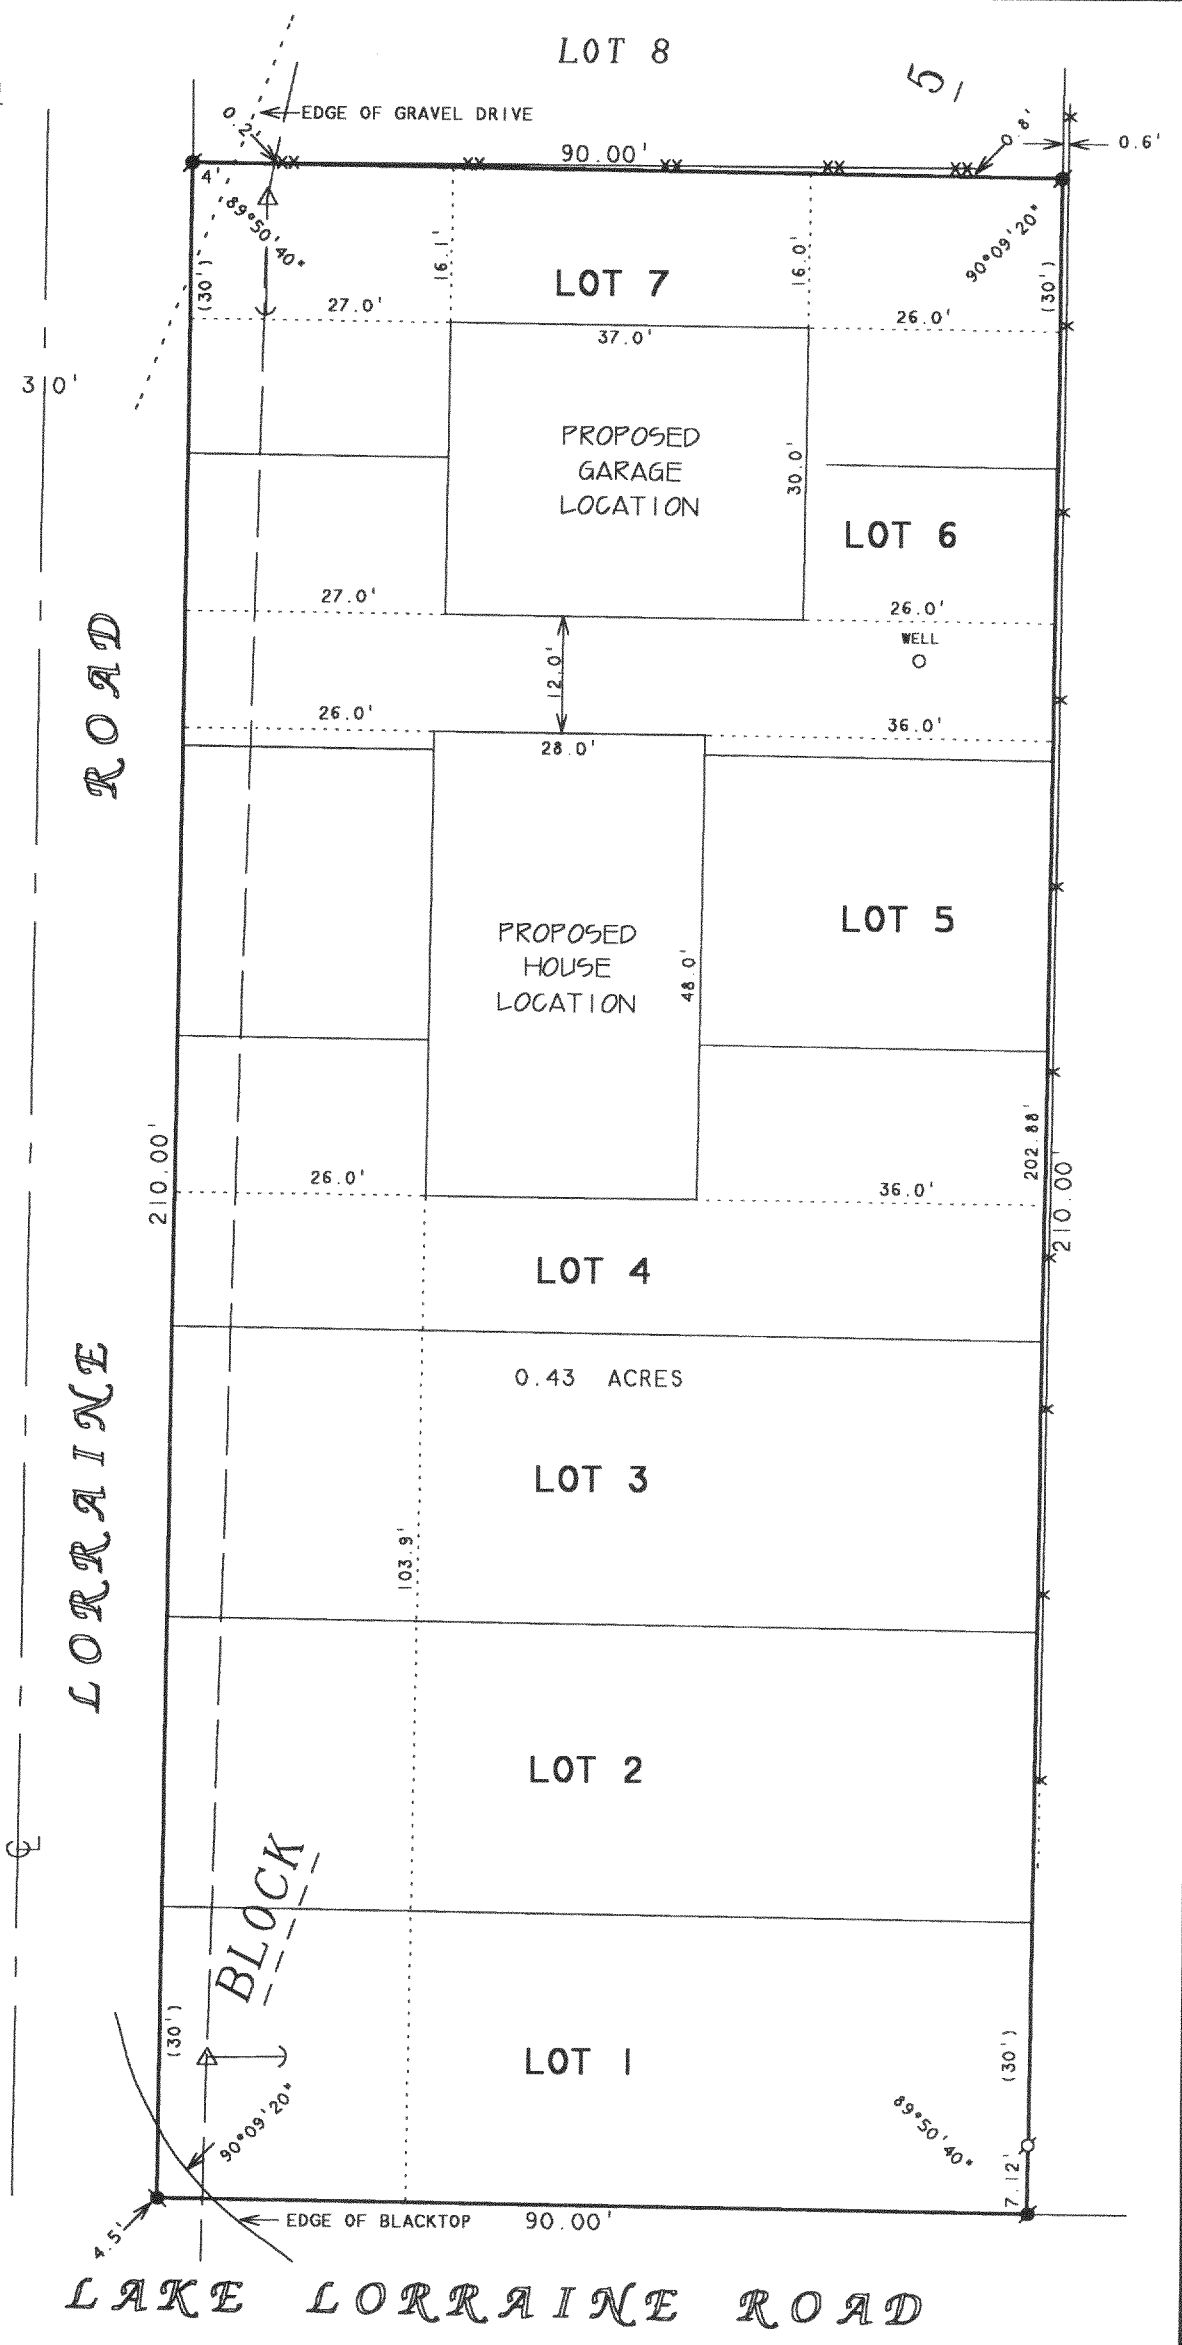 LOT 8
5
EDGE OF GRAVEL DRIVE
0.2'
0.8'
0.6'
90.00'
4'
89°50'40"
90°09'20"
(30')
16.1'
16.0'
(30')
LOT 7
27.0'
26.0'
37.0'
30'
PROPOSED
GARAGE
LOCATION
30.0'
LOT 6
27.0'
26.0'
WELL
12.0'
26.0'
36.0'
28.0'
ROAD
LOT 5
PROPOSED
HOUSE
LOCATION
48.0'
210.00'
202.88'
210.00'
26.0'
36.0'
LOT 4
0.43 ACRES
LORRAINE
LOT 3
103.9'
LOT 2
℄
BLOCK
(30')
(30')
LOT 1
90°09'20"
89°50'40"
7.12'
4.5'
EDGE OF BLACKTOP
90.00'
LAKE LORRAINE ROAD